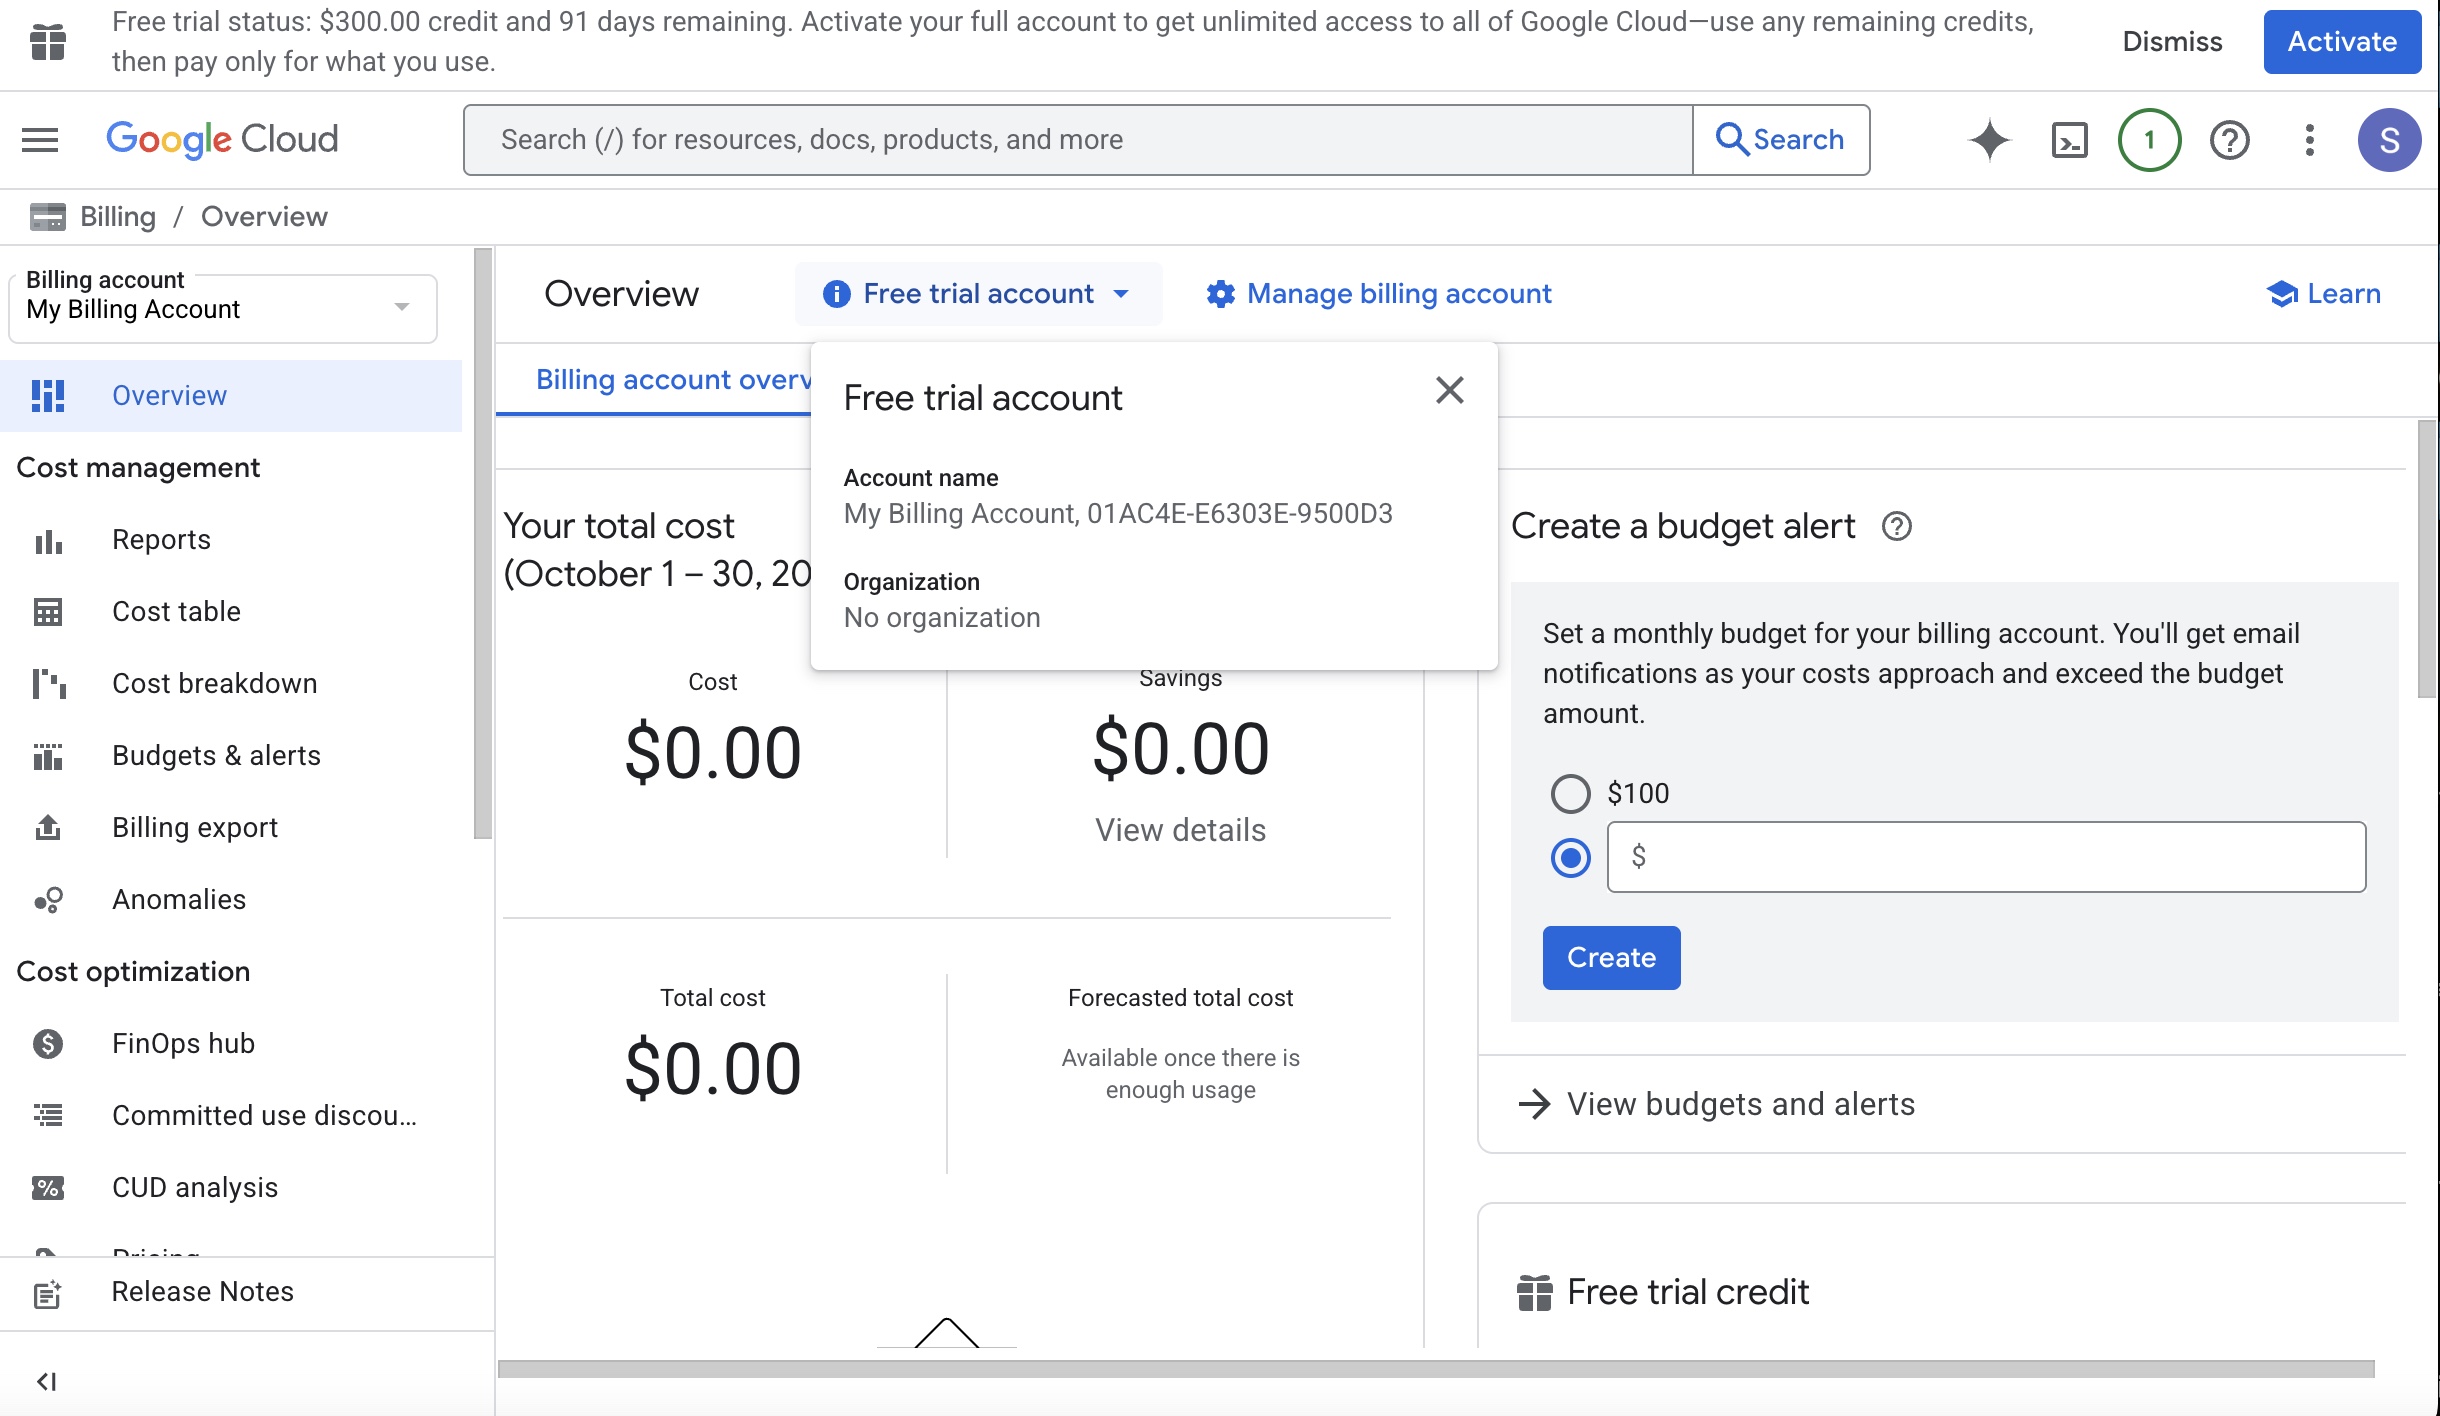 Free trial status: $300.00 credit and 91 days remaining. Activate your full account to get unlimited access to all of Google Cloud—use any remaining credits,
then pay only for what you use.
Dismiss
Activate
Google Cloud
Search (/) for resources, docs, products, and more
Search
1
S
Billing / Overview
Billing account
My Billing Account
Overview
Cost management
Reports
Cost table
Cost breakdown
Budgets & alerts
Billing export
Anomalies
Cost optimization
FinOps hub
Committed use discou...
CUD analysis
Pricing
Release Notes
Overview
Free trial account
Manage billing account
Learn
Billing account overv
Free trial account
Account name
My Billing Account, 01AC4E-E6303E-9500D3
Organization
No organization
Your total cost
(October 1 – 30, 20
Cost
$0.00
Savings
$0.00
View details
Total cost
$0.00
Forecasted total cost
Available once there is
enough usage
Create a budget alert
Set a monthly budget for your billing account. You'll get email
notifications as your costs approach and exceed the budget
amount.
$100
$
Create
View budgets and alerts
Free trial credit